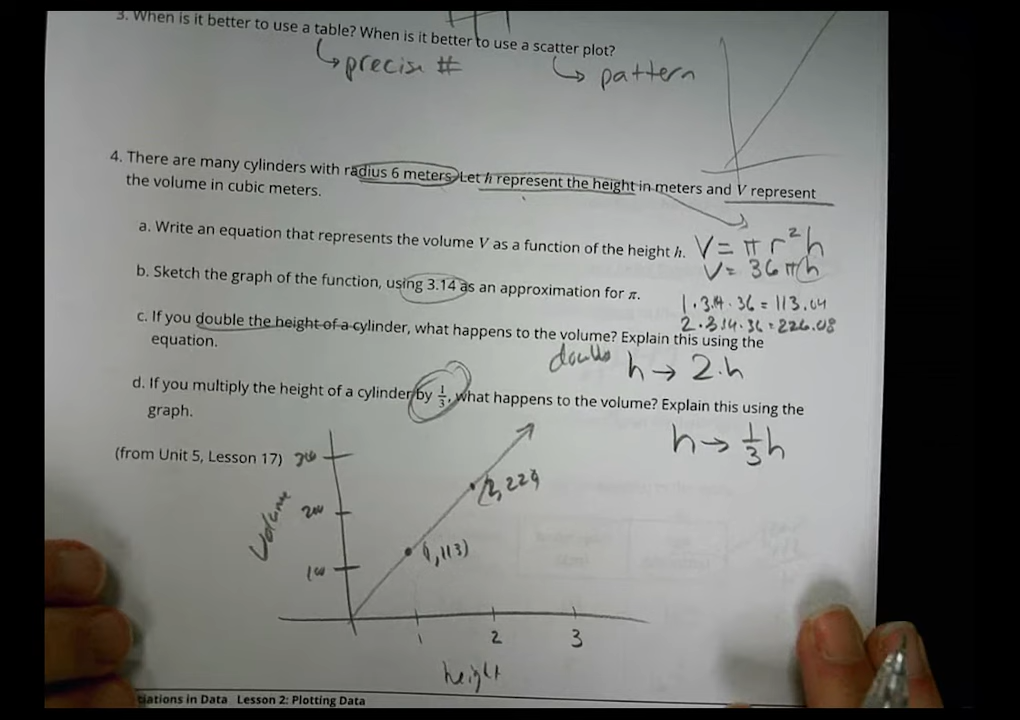 3. When is it better to use a table? When is it better to use a scatter plot?
precise #
pattern
4. There are many cylinders with radius 6 meters. Let h represent the height in meters and V represent
the volume in cubic meters.
a. Write an equation that represents the volume V as a function of the height h.
V = π r²h
V = 36 π h
b. Sketch the graph of the function, using 3.14 as an approximation for π.
1 · 3.14 · 36 = 113.04
2 · 3.14 · 36 = 226.08
c. If you double the height of a cylinder, what happens to the volume? Explain this using the
equation.
double h → 2·h
d. If you multiply the height of a cylinder by 1/3, what happens to the volume? Explain this using the
graph.
h → 1/3 h
(from Unit 5, Lesson 17)
300
200
100
Volume
(1, 113)
1
2
3
height
ciations in Data Lesson 2: Plotting Data